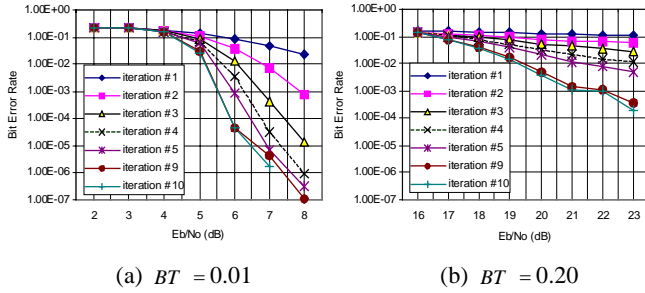 Bit Error Rate
1.00E+00
1.00E-01
1.00E-02
1.00E-03
1.00E-04
1.00E-05
1.00E-06
1.00E-07
iteration #1
iteration #2
iteration #3
iteration #4
iteration #5
iteration #9
iteration #10
2 3 4 5 6 7 8
Eb/No (dB)
(a) BT = 0.01
Bit Error Rate
1.00E+00
1.00E-01
1.00E-02
1.00E-03
1.00E-04
1.00E-05
1.00E-06
1.00E-07
iteration #1
iteration #2
iteration #3
iteration #4
iteration #5
iteration #9
iteration #10
16 17 18 19 20 21 22 23
Eb/No (dB)
(b) BT = 0.20